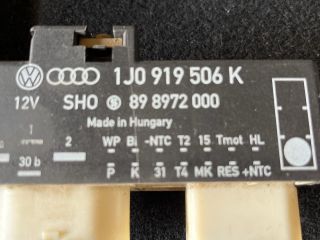 1J0 919 506 K
12V SHO 89 8972 000
Made in Hungary
1 2 WP Bi -NTC T2 15 Tmot HL
30 b P K 31 T4 MK RES +NTC